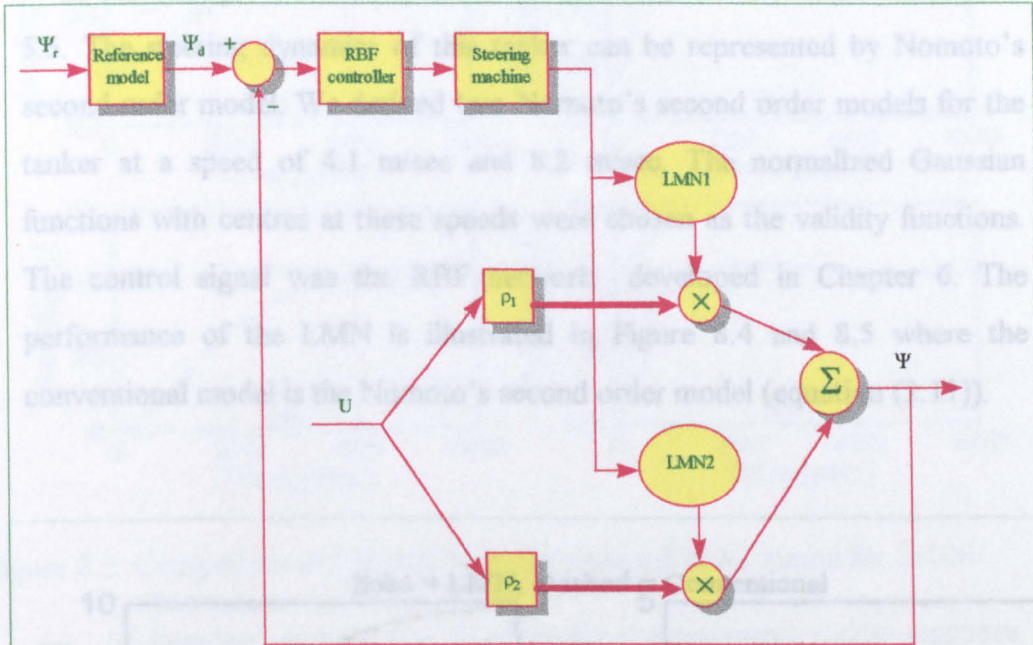 Ψr
Reference
model
Ψd +
RBF
controller
Steering
machine
LMN1
ρ1
×
Σ
Ψ
U
LMN2
ρ2
×
The dynamics of this tanker can be represented by Nomoto's
second order model. We derived two Nomoto's second order models for the
tanker at a speed of 4.1 m/sec and 8.2 m/sec. The normalized Gaussian
functions with centres at these speeds were chosen as the validity functions.
The control signal was the RBF network developed in Chapter 6. The
performance of the LMN is illustrated in Figure 8.4 and 8.5 where the
conventional model is the Nomoto's second order model (equation
10
5